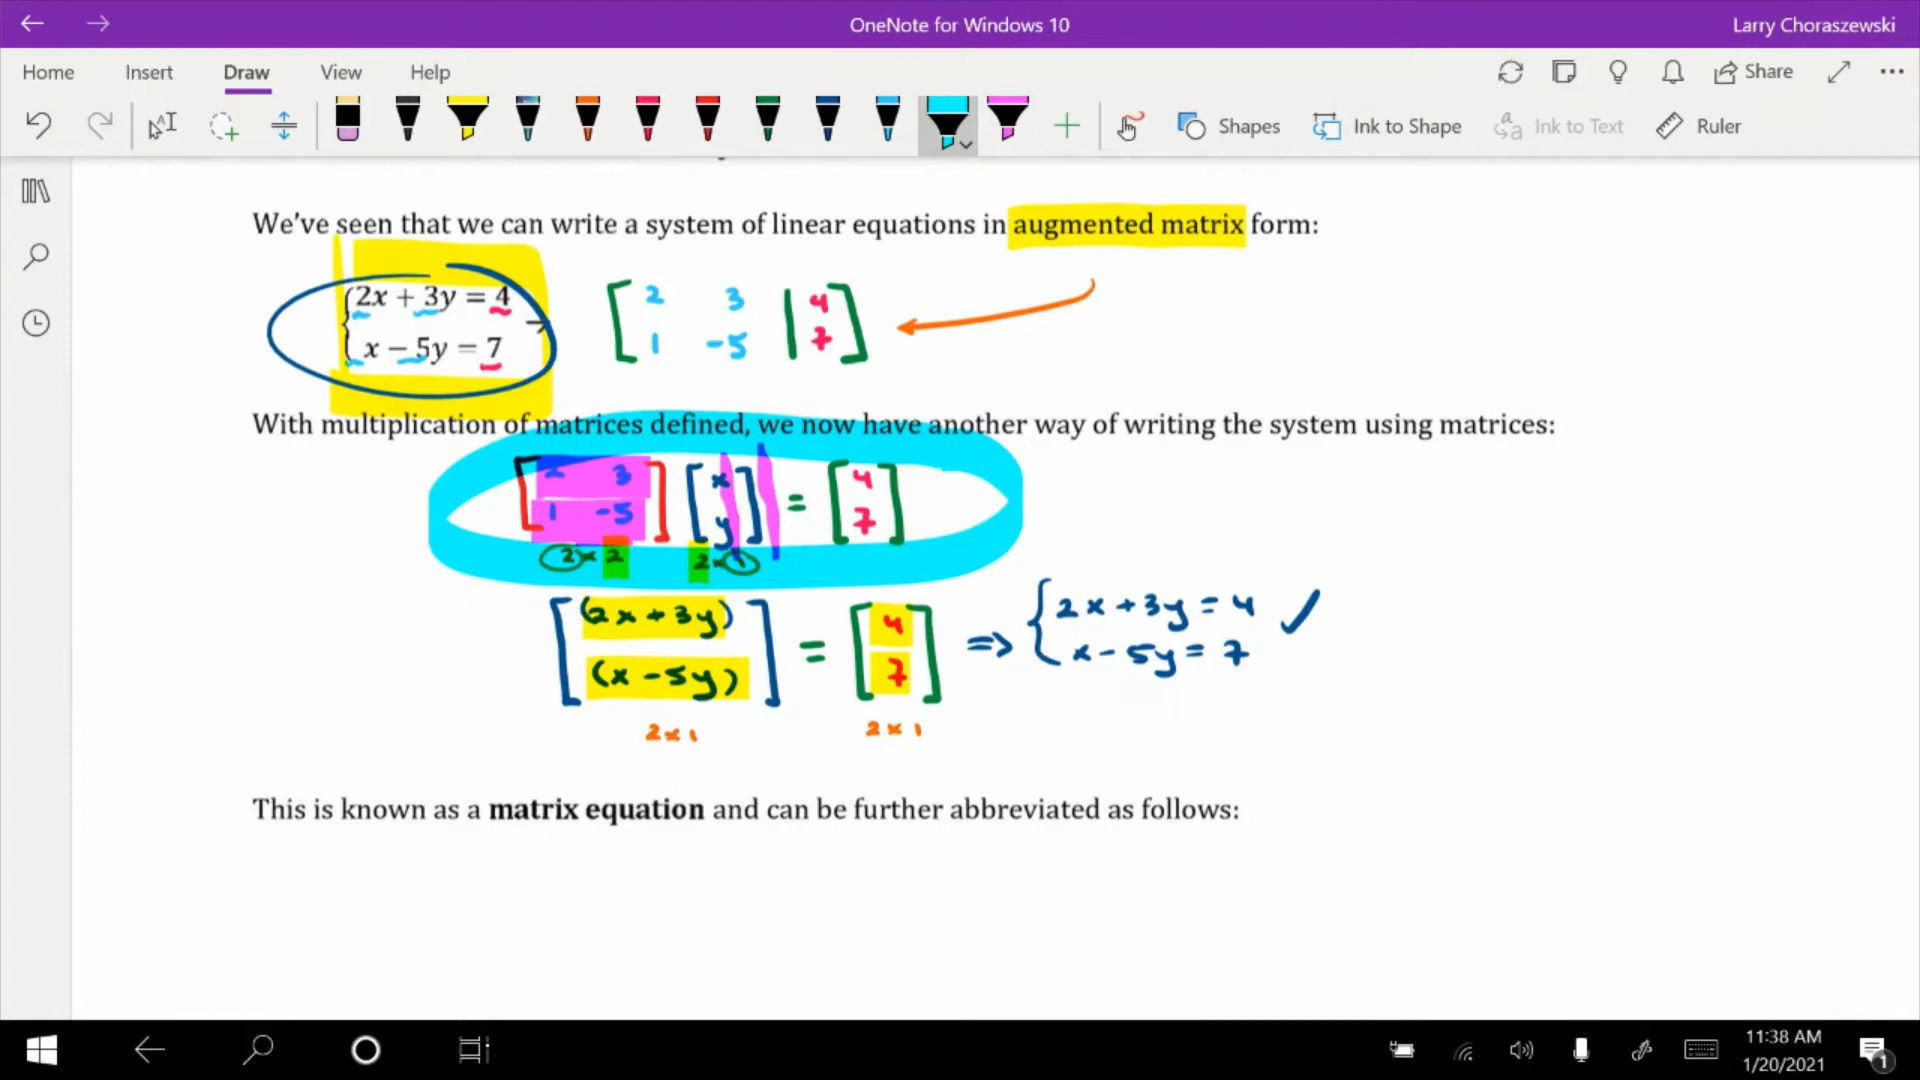 OneNote for Windows 10
Larry Choraszewski
Home Insert Draw View Help
Share
Shapes Ink to Shape Ink to Text Ruler
We've seen that we can write a system of linear equations in augmented matrix form:
2x + 3y = 4
x − 5y = 7
2 3 | 4
1 -5 | 7
With multiplication of matrices defined, we now have another way of writing the system using matrices:
[2 3] [x] = [4]
[1 -5] [y] [7]
2 x 2 2 x 1
[(2x + 3y)] = [4] => { 2x + 3y = 4 ✓
[(x - 5y)] [7] x - 5y = 7
2 x 1 2 x 1
This is known as a matrix equation and can be further abbreviated as follows:
11:38 AM
1/20/2021
1